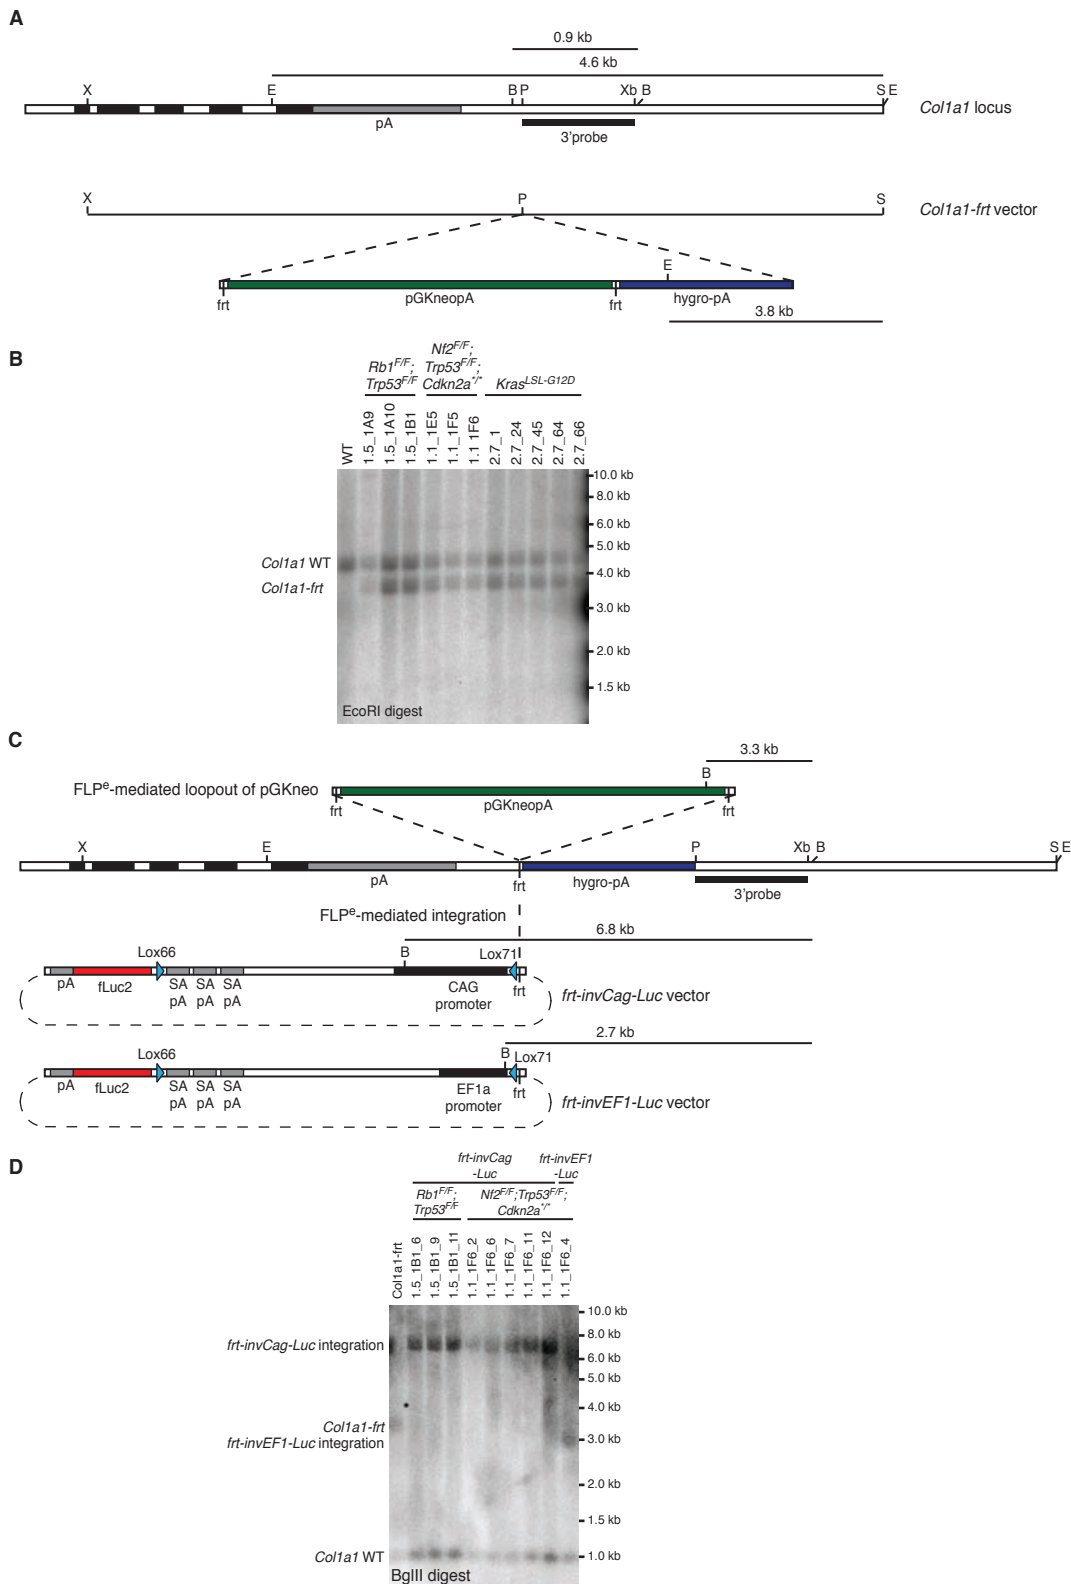 A
0.9 kb
4.6 kb
X E B P Xb B S E
Col1a1 locus
pA
3'probe
X P S
Col1a1-frt vector
E
frt pGKneopA frt hygro-pA
3.8 kb
B
Rb1F/F;
Trp53F/F
Nf2F/F;
Trp53F/F;
Cdkn2a*/*
KrasLSL-G12D
WT
1.5_1A9
1.5_1A10
1.5_1B1
1.1_1E5
1.1_1F5
1.1 1F6
2.7_1
2.7_24
2.7_45
2.7_64
2.7_66
10.0 kb
8.0 kb
6.0 kb
5.0 kb
Col1a1 WT
4.0 kb
Col1a1-frt
3.0 kb
2.0 kb
1.5 kb
EcoRI digest
C
3.3 kb
B
FLPe-mediated loopout of pGKneo
pGKneopA
frt frt
X E P Xb B S E
pA frt hygro-pA
3'probe
FLPe-mediated integration
6.8 kb
Lox66 B Lox71
pA fLuc2 SA SA SA CAG frt
pA pA pA promoter
frt-invCag-Luc vector
2.7 kb
Lox66 B Lox71
pA fLuc2 SA SA SA EF1a frt
pA pA pA promoter
frt-invEF1-Luc vector
D
frt-invCag
-Luc
frt-invEF1
-Luc
Rb1F/F;
Trp53F/F
Nf2F/F;Trp53F/F;
Cdkn2a*/*
Col1a1-frt
1.5_1B1_6
1.5_1B1_9
1.5_1B1_11
1.1_1F6_2
1.1_1F6_6
1.1_1F6_7
1.1_1F6_11
1.1_1F6_12
1.1_1F6_4
10.0 kb
8.0 kb
frt-invCag-Luc integration
6.0 kb
5.0 kb
4.0 kb
Col1a1-frt
frt-invEF1-Luc integration
3.0 kb
2.0 kb
1.5 kb
Col1a1 WT
1.0 kb
BglII digest